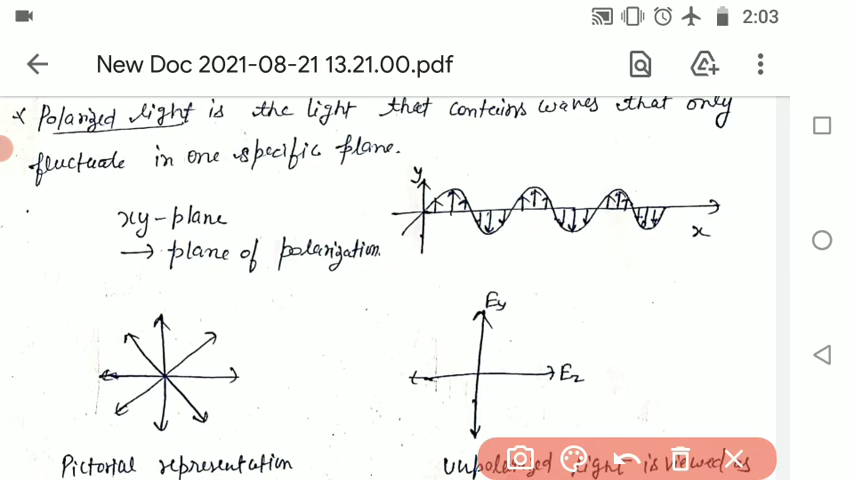 2:03
New Doc 2021-08-21 13.21.00.pdf
x Polarized light is the light that contains waves that only
fluctuate in one specific plane.
y
xy-plane
→ plane of polarization.
x
Ey
Ez
Pictorial representation
Unpolarized light is viewed as